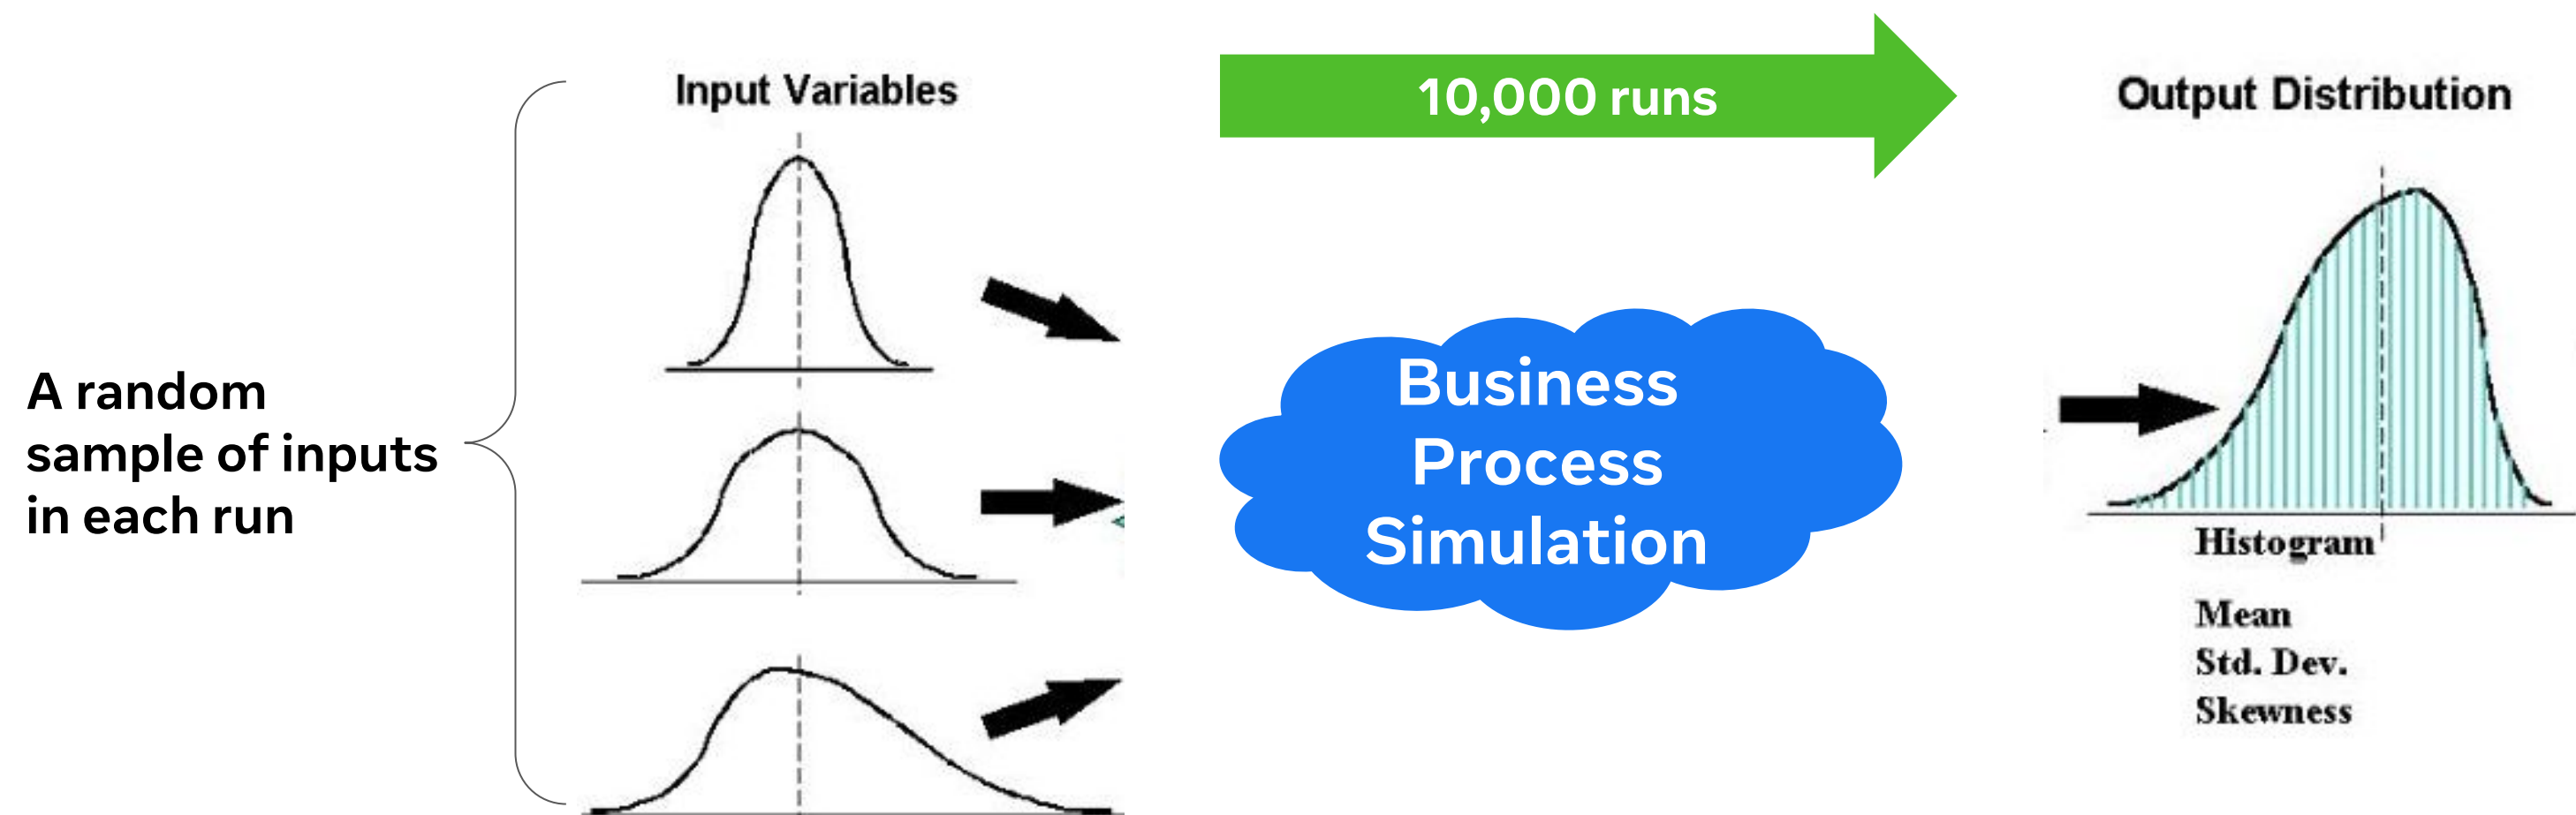 A random
sample of inputs
in each run
Input Variables
10,000 runs
Business
Process
Simulation
Output Distribution
Histogram
Mean
Std. Dev.
Skewness